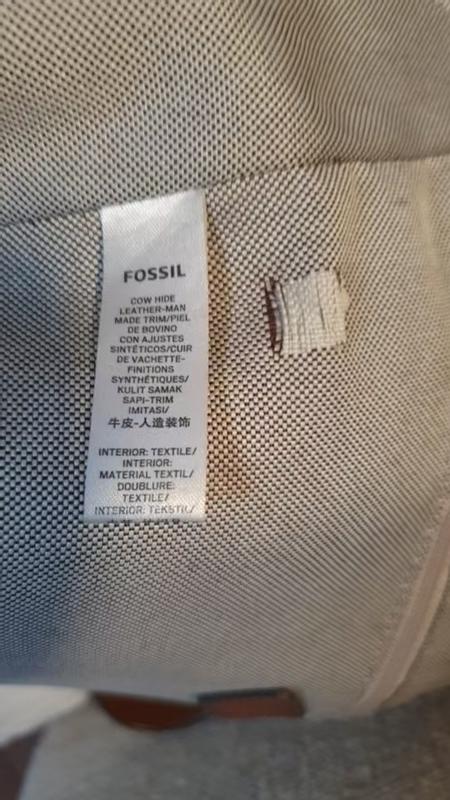 FOSSIL
COW HIDE
LEATHER-MAN
MADE TRIM/PIEL
DE BOVINO
CON AJUSTES
SINTÉTICOS/CUIR
DE VACHETTE-
FINITIONS
SYNTHÉTIQUES/
KULIT SAMAK
SAPI-TRIM
IMITASI/
牛皮-人造装饰
INTERIOR: TEXTILE/
INTERIOR:
MATERIAL TEXTIL/
DOUBLURE:
TEXTILE/
INTERIOR: TEKSTIL/